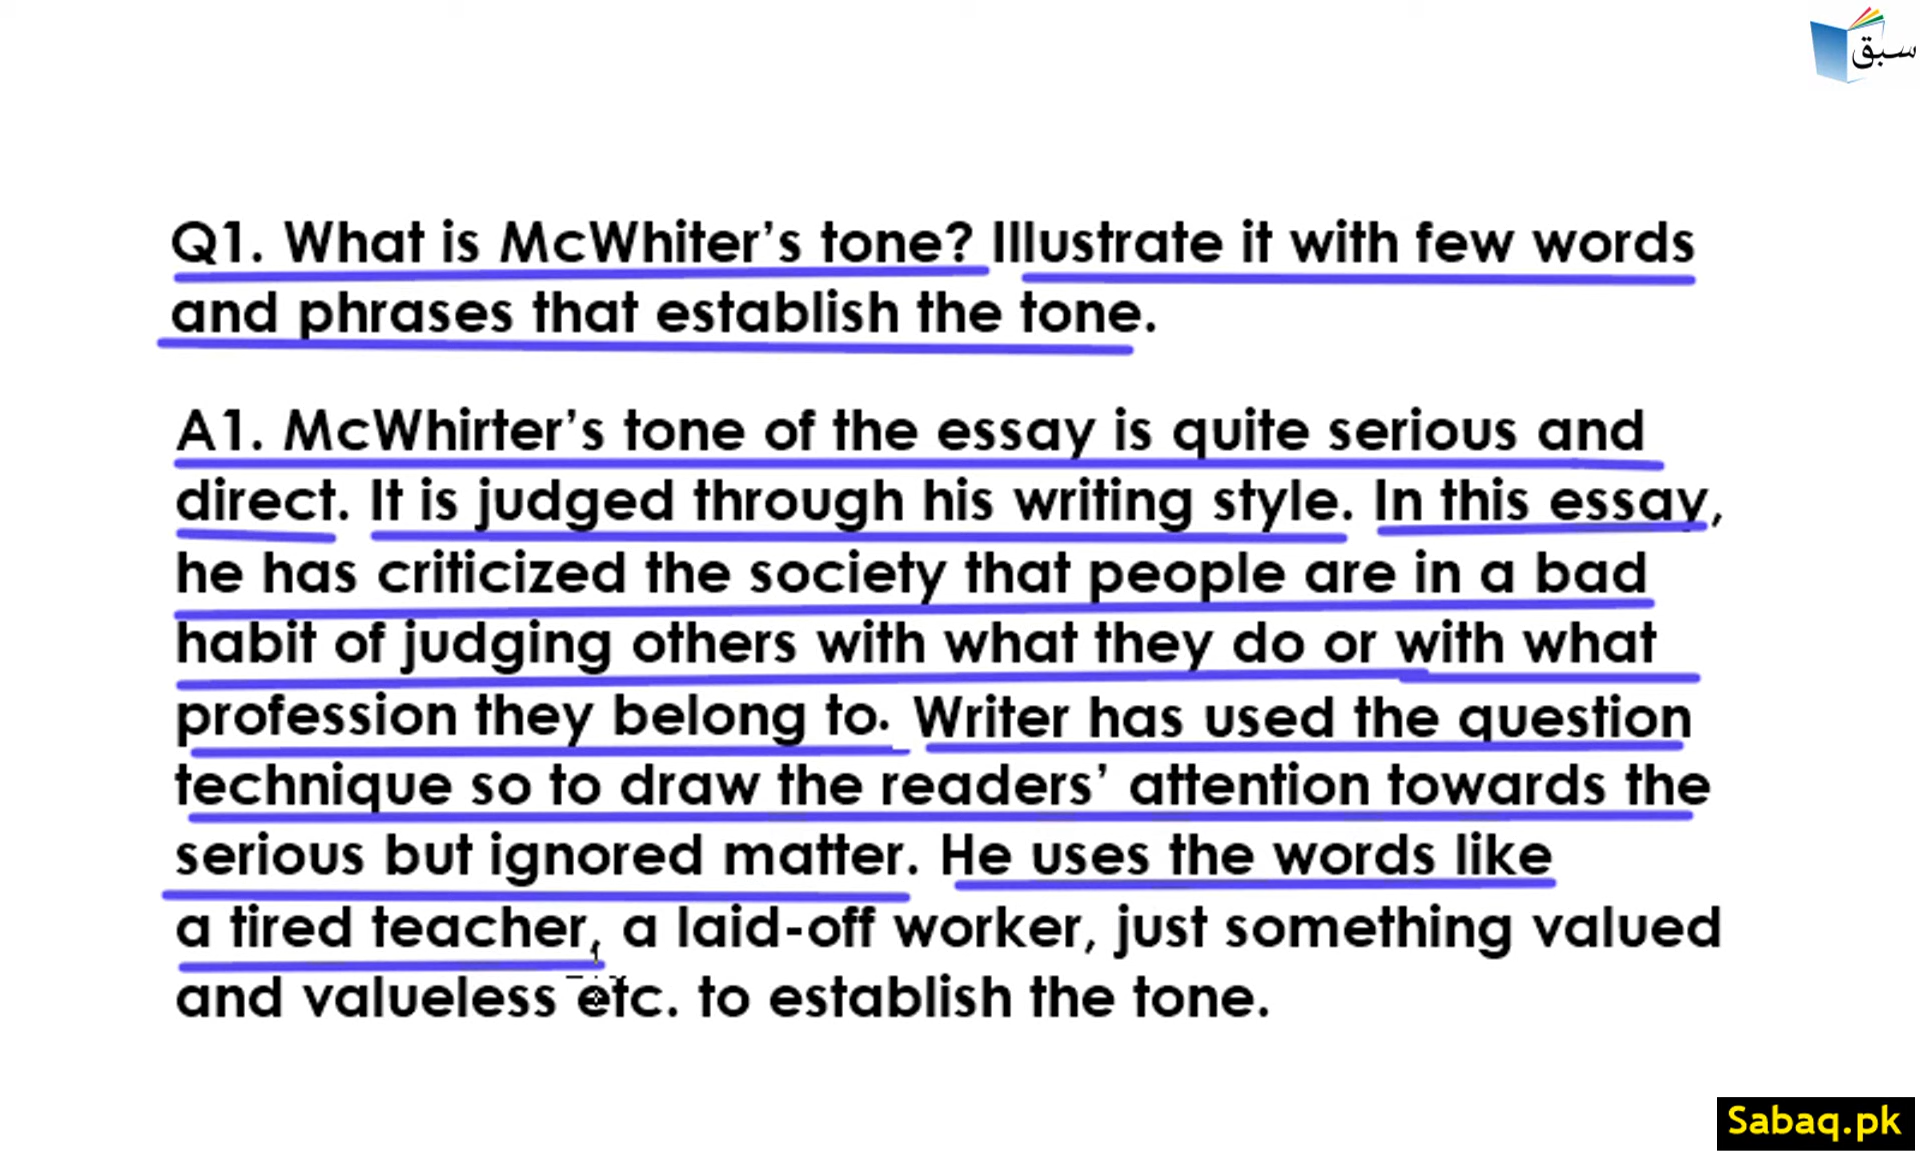 سبق
Q1. What is McWhiter’s tone? Illustrate it with few words
and phrases that establish the tone.
A1. McWhirter’s tone of the essay is quite serious and
direct. It is judged through his writing style. In this essay,
he has criticized the society that people are in a bad
habit of judging others with what they do or with what
profession they belong to. Writer has used the question
technique so to draw the readers’ attention towards the
serious but ignored matter. He uses the words like
a tired teacher, a laid-off worker, just something valued
and valueless etc. to establish the tone.
Sabaq.pk